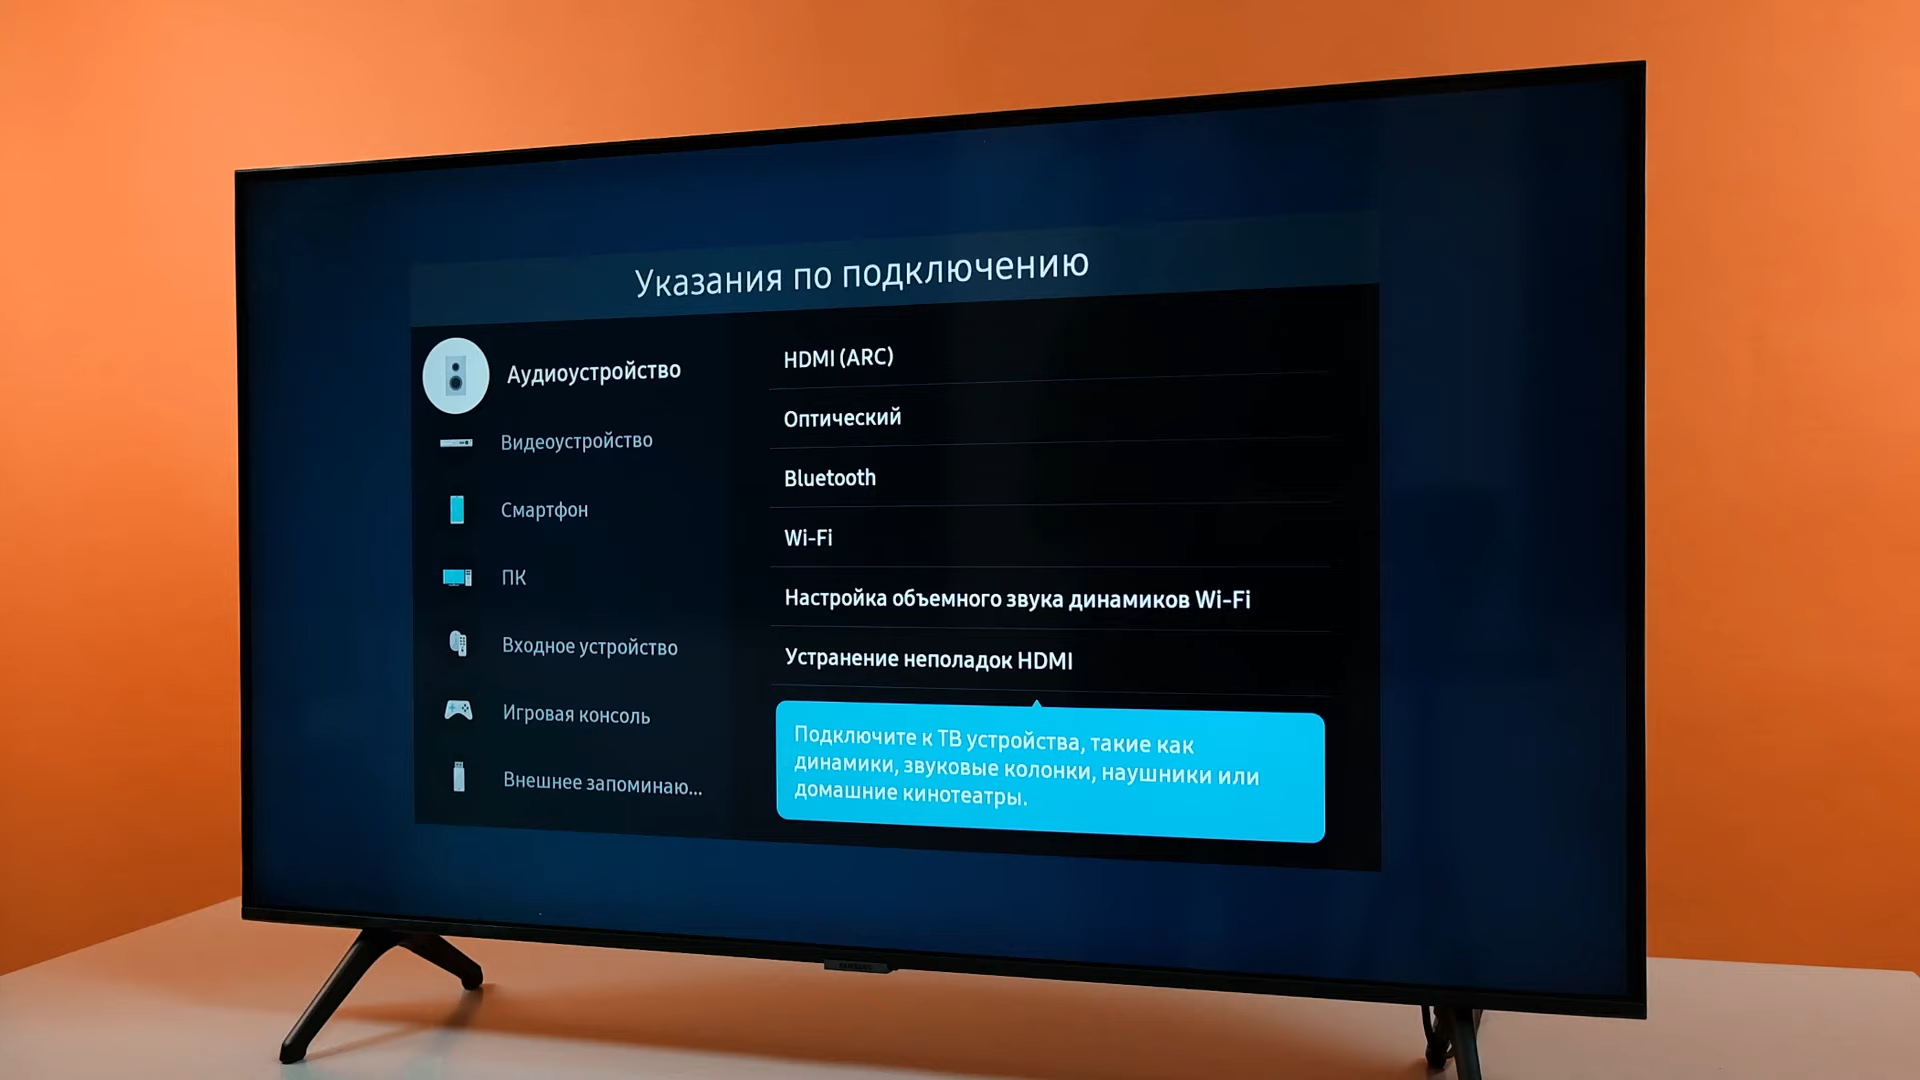 Указания по подключению
Аудиоустройство
Видеоустройство
Смартфон
ПК
Входное устройство
Игровая консоль
Внешнее запоминаю...
HDMI (ARC)
Оптический
Bluetooth
Wi-Fi
Настройка объемного звука динамиков Wi-Fi
Устранение неполадок HDMI
Подключите к ТВ устройства, такие как
динамики, звуковые колонки, наушники или
домашние кинотеатры.